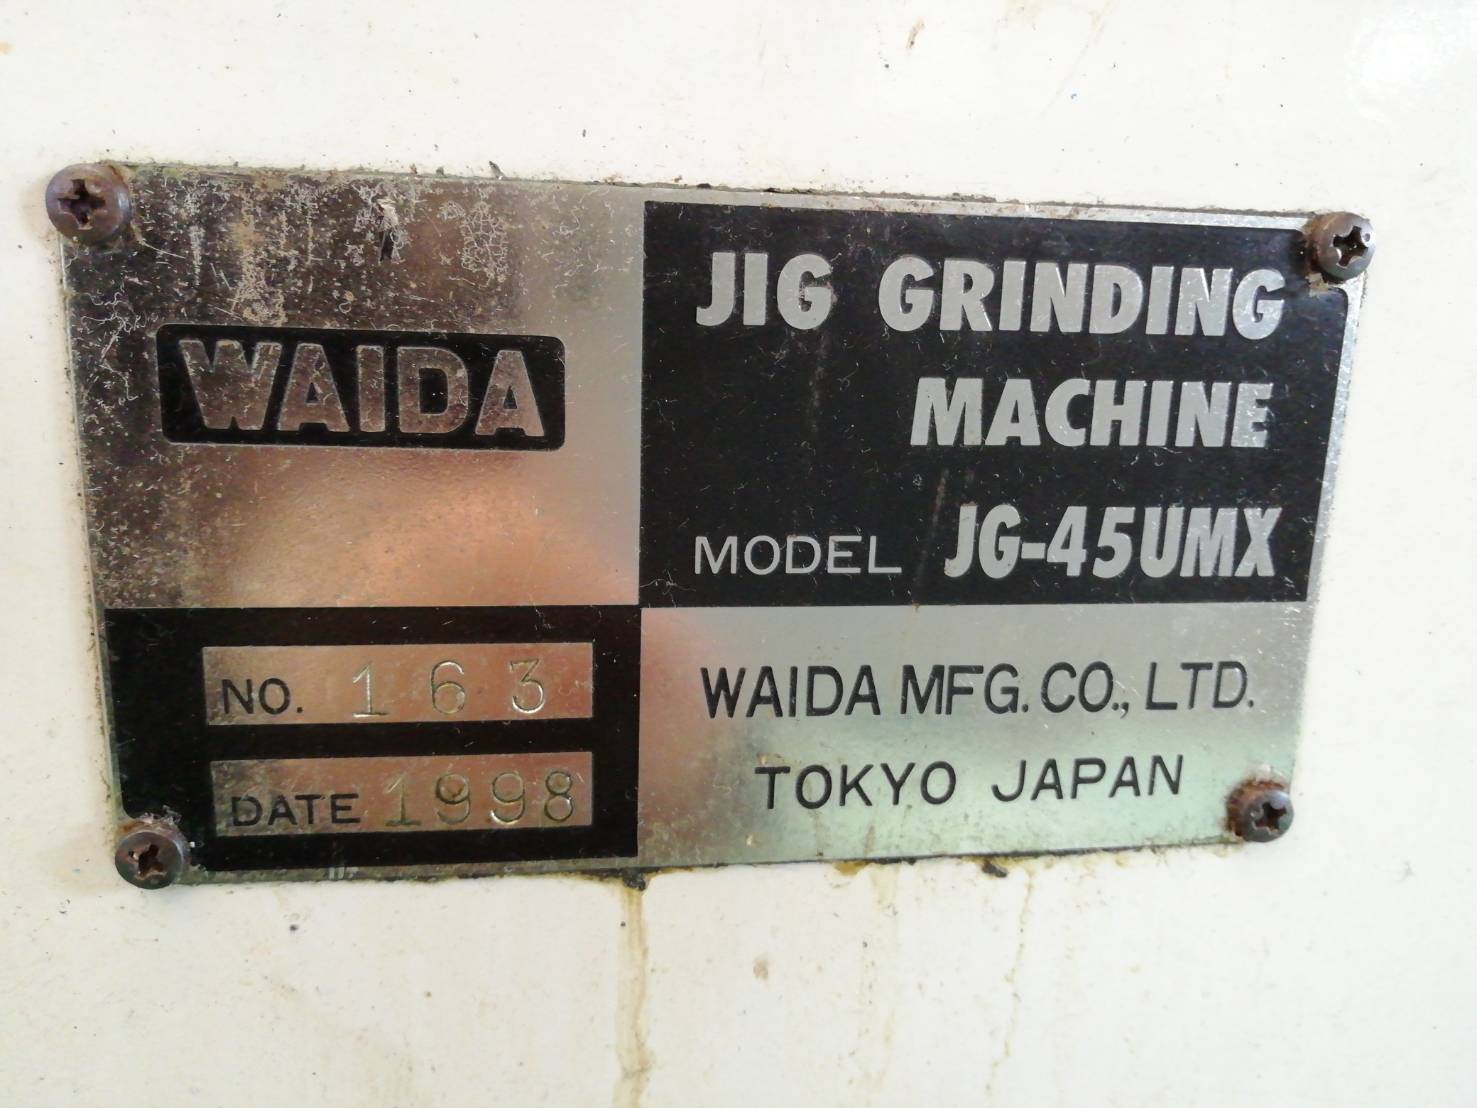 WAIDA
JIG GRINDING
MACHINE
MODEL JG-45UMX
NO. 163
DATE 1998
WAIDA MFG. CO., LTD.
TOKYO JAPAN